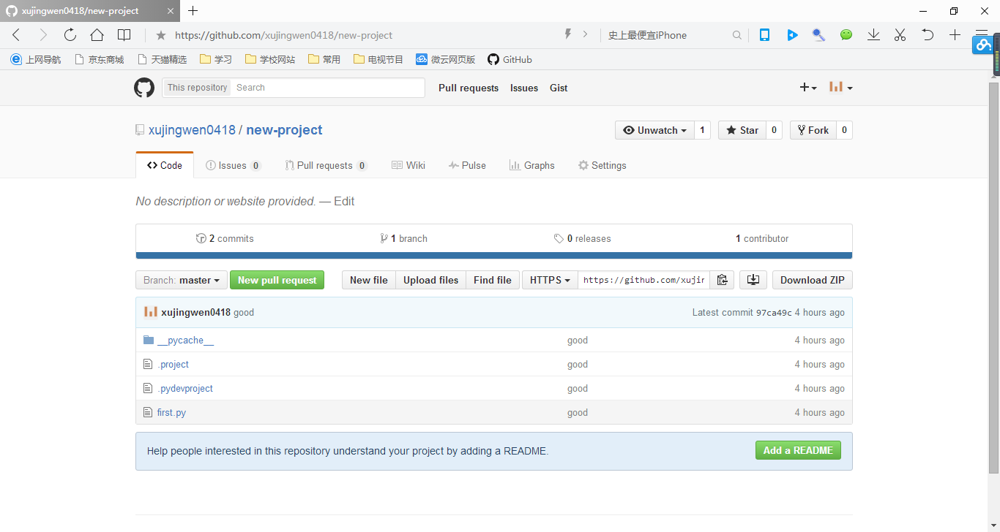 xujingwen0418/new-project
https://github.com/xujingwen0418/new-project 史上最便宜iPhone
上网导航 京东商城 天猫精选 学习 学校网站 常用 电视节目 微云网页版 GitHub
This repository Search Pull requests Issues Gist
xujingwen0418 / new-project Unwatch 1 Star 0 Fork 0
Code Issues 0 Pull requests 0 Wiki Pulse Graphs Settings
No description or website provided. — Edit
2 commits 1 branch 0 releases 1 contributor
Branch: master New pull request New file Upload files Find file HTTPS https://github.com/xujin Download ZIP
xujingwen0418 good Latest commit 97ca49c 4 hours ago
__pycache__ good 4 hours ago
.project good 4 hours ago
.pydevproject good 4 hours ago
first.py good 4 hours ago
Help people interested in this repository understand your project by adding a README. Add a README